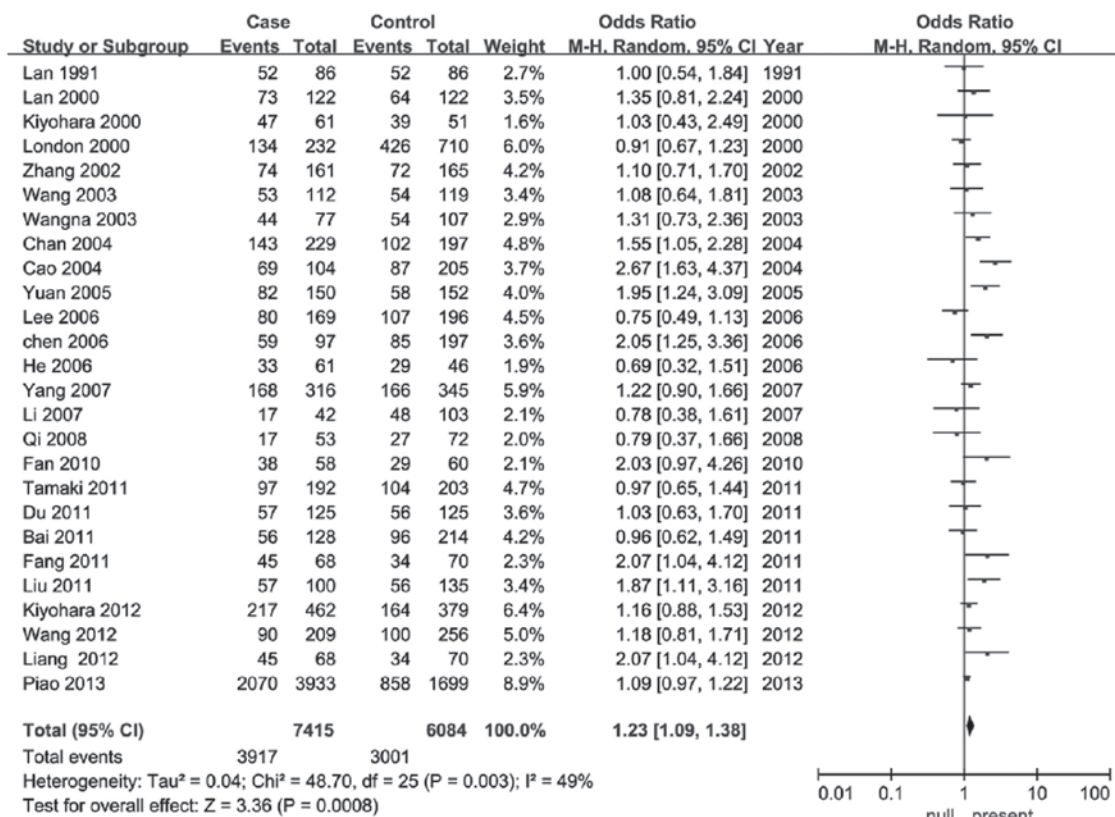 Case Control Odds Ratio Odds Ratio
Study or Subgroup Events Total Events Total Weight M-H, Random, 95% CI Year M-H, Random, 95% CI
Lan 1991 52 86 52 86 2.7% 1.00 [0.54, 1.84] 1991
Lan 2000 73 122 64 122 3.5% 1.35 [0.81, 2.24] 2000
Kiyohara 2000 47 61 39 51 1.6% 1.03 [0.43, 2.49] 2000
London 2000 134 232 426 710 6.0% 0.91 [0.67, 1.23] 2000
Zhang 2002 74 161 72 165 4.2% 1.10 [0.71, 1.70] 2002
Wang 2003 53 112 54 119 3.4% 1.08 [0.64, 1.81] 2003
Wangna 2003 44 77 54 107 2.9% 1.31 [0.73, 2.36] 2003
Chan 2004 143 229 102 197 4.8% 1.55 [1.05, 2.28] 2004
Cao 2004 69 104 87 205 3.7% 2.67 [1.63, 4.37] 2004
Yuan 2005 82 150 58 152 4.0% 1.95 [1.24, 3.09] 2005
Lee 2006 80 169 107 196 4.5% 0.75 [0.49, 1.13] 2006
chen 2006 59 97 85 197 3.6% 2.05 [1.25, 3.36] 2006
He 2006 33 61 29 46 1.9% 0.69 [0.32, 1.51] 2006
Yang 2007 168 316 166 345 5.9% 1.22 [0.90, 1.66] 2007
Li 2007 17 42 48 103 2.1% 0.78 [0.38, 1.61] 2007
Qi 2008 17 53 27 72 2.0% 0.79 [0.37, 1.66] 2008
Fan 2010 38 58 29 60 2.1% 2.03 [0.97, 4.26] 2010
Tamaki 2011 97 192 104 203 4.7% 0.97 [0.65, 1.44] 2011
Du 2011 57 125 56 125 3.6% 1.03 [0.63, 1.70] 2011
Bai 2011 56 128 96 214 4.2% 0.96 [0.62, 1.49] 2011
Fang 2011 45 68 34 70 2.3% 2.07 [1.04, 4.12] 2011
Liu 2011 57 100 56 135 3.4% 1.87 [1.11, 3.16] 2011
Kiyohara 2012 217 462 164 379 6.4% 1.16 [0.88, 1.53] 2012
Wang 2012 90 209 100 256 5.0% 1.18 [0.81, 1.71] 2012
Liang 2012 45 68 34 70 2.3% 2.07 [1.04, 4.12] 2012
Piao 2013 2070 3933 858 1699 8.9% 1.09 [0.97, 1.22] 2013
Total (95% CI) 7415 6084 100.0% 1.23 [1.09, 1.38]
Total events 3917 3001
Heterogeneity: Tau² = 0.04; Chi² = 48.70, df = 25 (P = 0.003); I² = 49%
Test for overall effect: Z = 3.36 (P = 0.0008)
0.01 0.1 1 10 100
null present